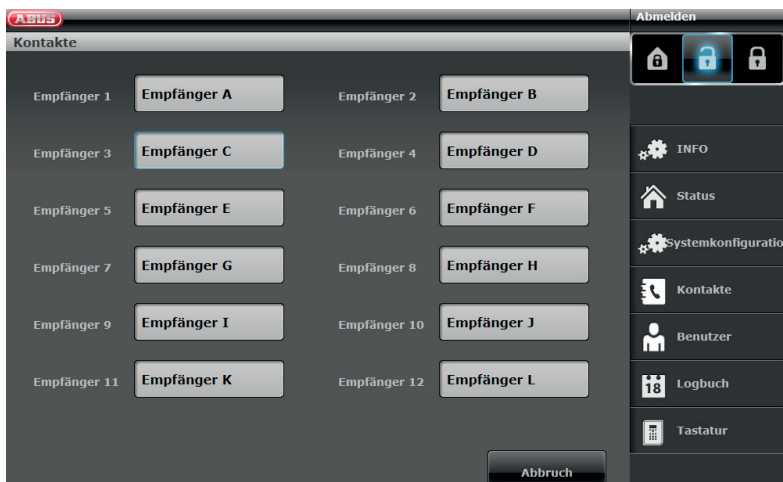 ABUS
Abmelden
Kontakte
Empfänger 1 Empfänger A Empfänger 2 Empfänger B
Empfänger 3 Empfänger C Empfänger 4 Empfänger D
Empfänger 5 Empfänger E Empfänger 6 Empfänger F
Empfänger 7 Empfänger G Empfänger 8 Empfänger H
Empfänger 9 Empfänger I Empfänger 10 Empfänger J
Empfänger 11 Empfänger K Empfänger 12 Empfänger L
Abbruch
INFO
Status
Systemkonfiguratio
Kontakte
Benutzer
18 Logbuch
Tastatur